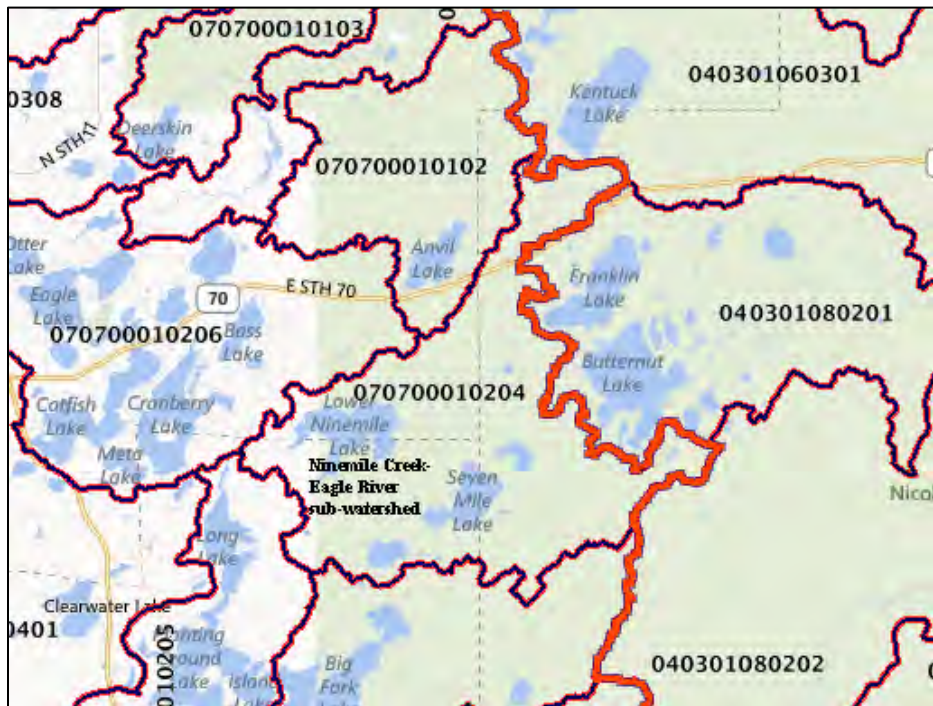 070700010103
Kentuck
Lake
040301060301
0308
N STH 17
Deerskin
Lake
070700010102
Otter
Lake
Anvil
Lake
E STH 70
70
Franklin
Lake
Eagle
Lake
Bass
Lake
070700010206
040301080201
Butternut
Lake
070700010204
Catfish
Lake
Cranberry
Lake
Lower
Ninemile
Lake
Meta
Lake
Ninemile Creek-
Eagle River
sub-watershed
Seven
Mile
Lake
Nicol
Long
Lake
Clearwater Lake
0401
010205
Lake
island
Big
Fork
Lake
040301080202